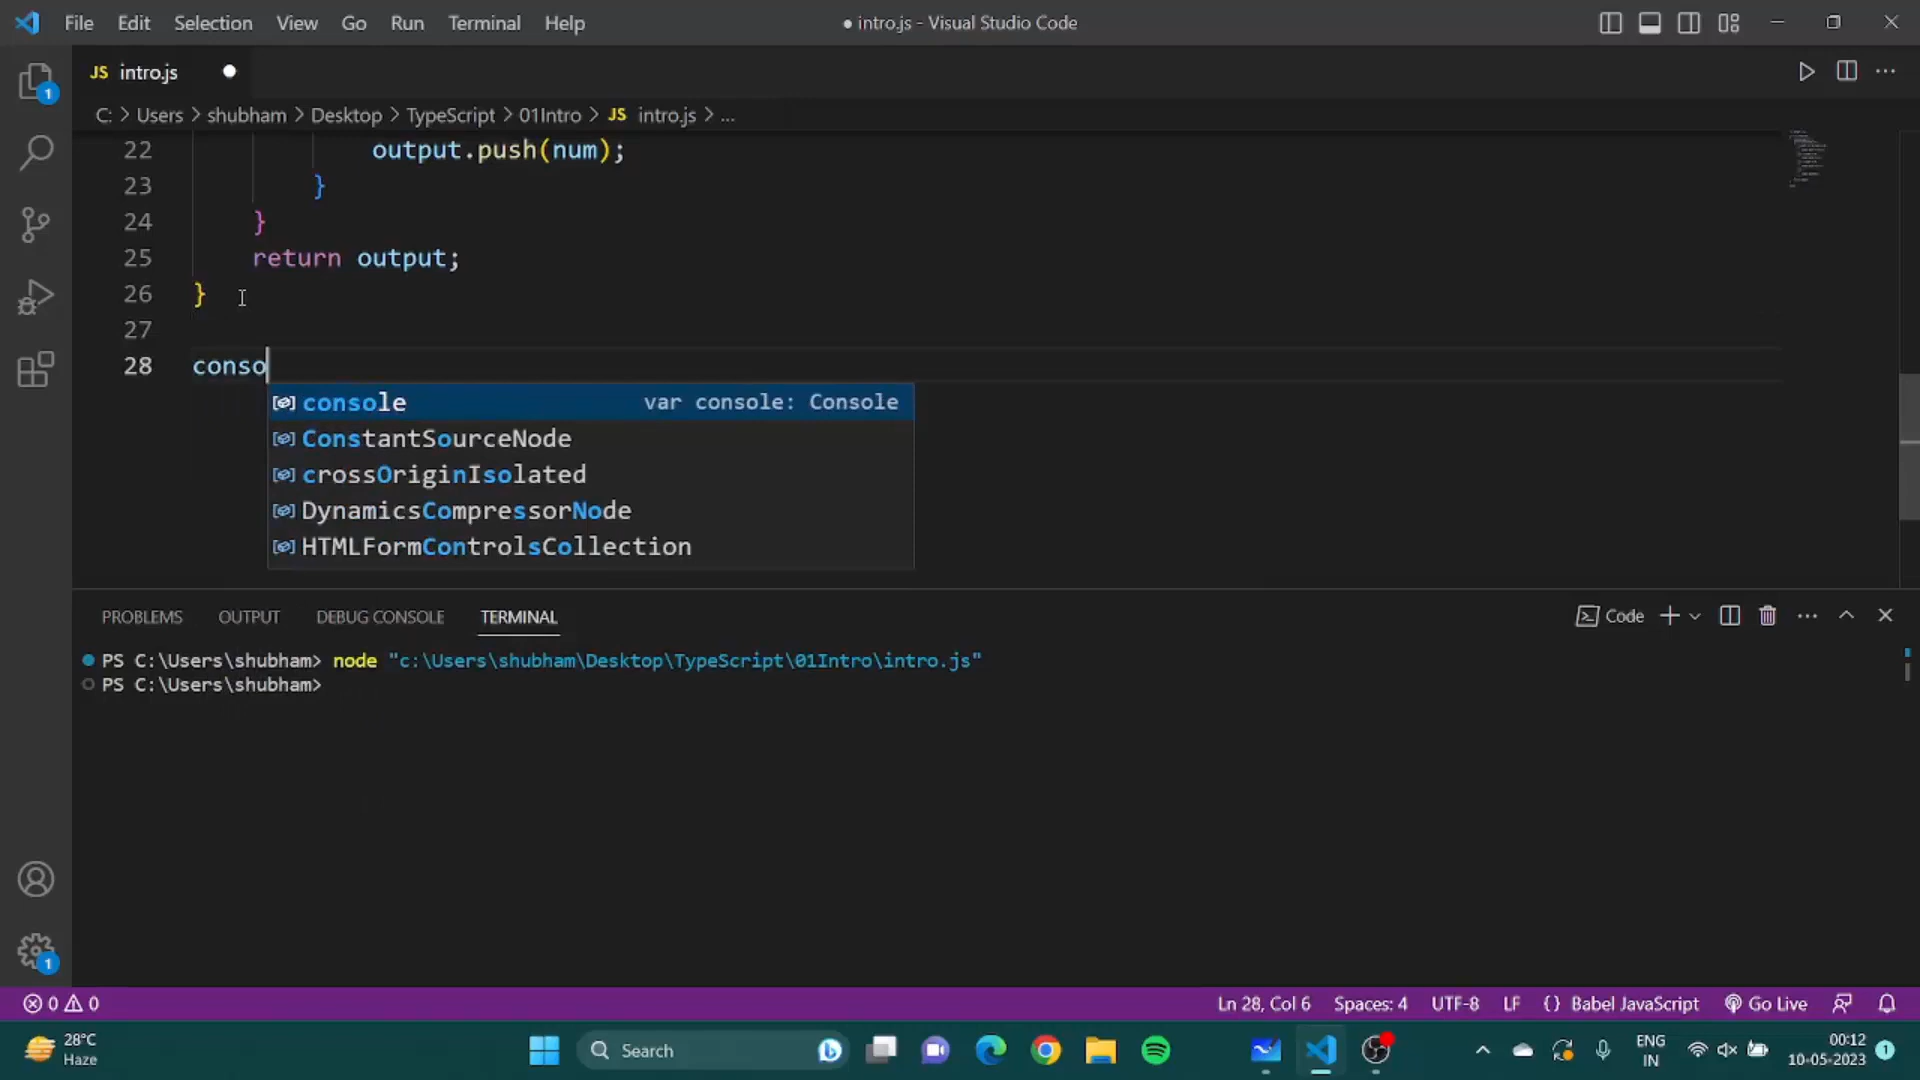 File Edit Selection View Go Run Terminal Help
● intro.js - Visual Studio Code
JS intro.js
C: > Users > shubham > Desktop > TypeScript > 01Intro > JS intro.js > ...
22 output.push(num);
23 }
24 }
25 return output;
26 }
27
28 conso
console var console: Console
ConstantSourceNode
crossOriginIsolated
DynamicsCompressorNode
HTMLFormControlsCollection
1
PROBLEMS OUTPUT DEBUG CONSOLE TERMINAL
Code
PS C:\Users\shubham> node "c:\Users\shubham\Desktop\TypeScript\01Intro\intro.js"
PS C:\Users\shubham>
1
0 0
Ln 28, Col 6 Spaces: 4 UTF-8 LF {} Babel JavaScript Go Live
28°C
Haze
Search
ENG
IN
00:12
10-05-2023
1